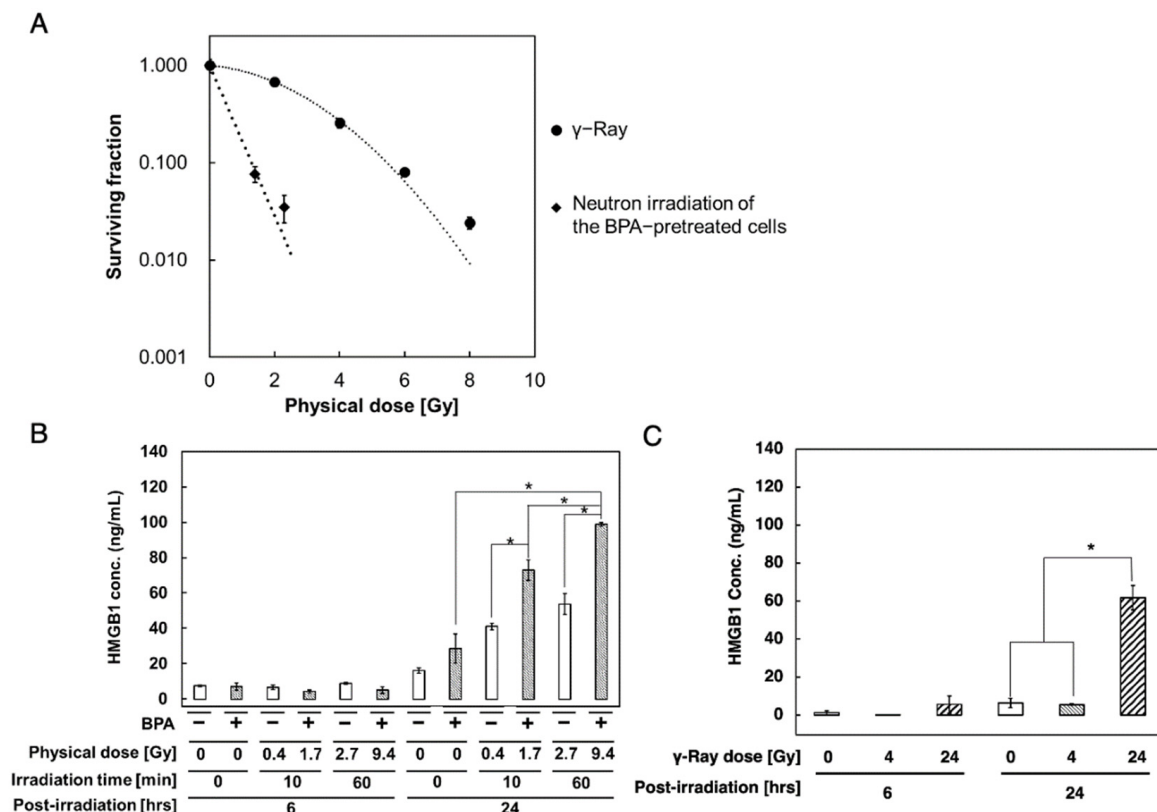 A
1.000
0.100
0.010
0.001
Surviving fraction
0 2 4 6 8 10
Physical dose [Gy]
γ−Ray
Neutron irradiation of
the BPA−pretreated cells
B
140
120
100
80
60
40
20
0
HMGB1 conc. (ng/mL)
* * * *
BPA − + − + − + − + − + − +
Physical dose [Gy] 0 0 0.4 1.7 2.7 9.4 0 0 0.4 1.7 2.7 9.4
Irradiation time [min] 0 10 60 0 10 60
Post-irradiation [hrs] 6 24
C
140
120
100
80
60
40
20
0
HMGB1 Conc. (ng/mL)
*
γ-Ray dose [Gy] 0 4 24 0 4 24
Post-irradiation [hrs] 6 24